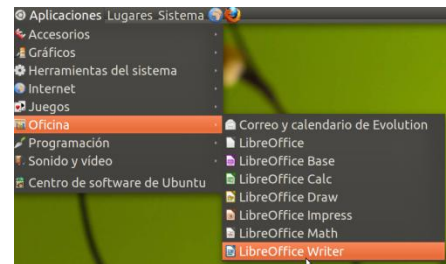 Aplicaciones Lugares Sistema
Accesorios
Gráficos
Herramientas del sistema
Internet
Juegos
Oficina
Programación
Sonido y vídeo
Centro de software de Ubuntu
Correo y calendario de Evolution
LibreOffice
LibreOffice Base
LibreOffice Calc
LibreOffice Draw
LibreOffice Impress
LibreOffice Math
LibreOffice Writer